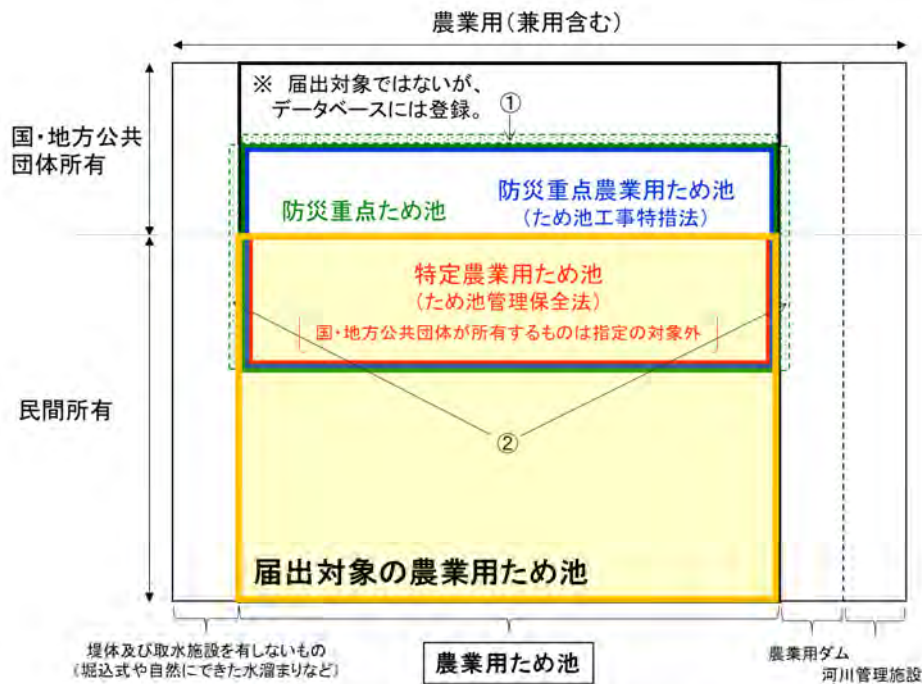 農業用(兼用含む)
※ 届出対象ではないが、
データベースには登録。
①
国・地方公共
団体所有
防災重点ため池
防災重点農業用ため池
(ため池工事特措法)
特定農業用ため池
(ため池管理保全法)
国・地方公共団体が所有するものは指定の対象外
民間所有
②
届出対象の農業用ため池
堤体及び取水施設を有しないもの
(堀込式や自然にできた水溜まりなど)
農業用ため池
農業用ダム
河川管理施設